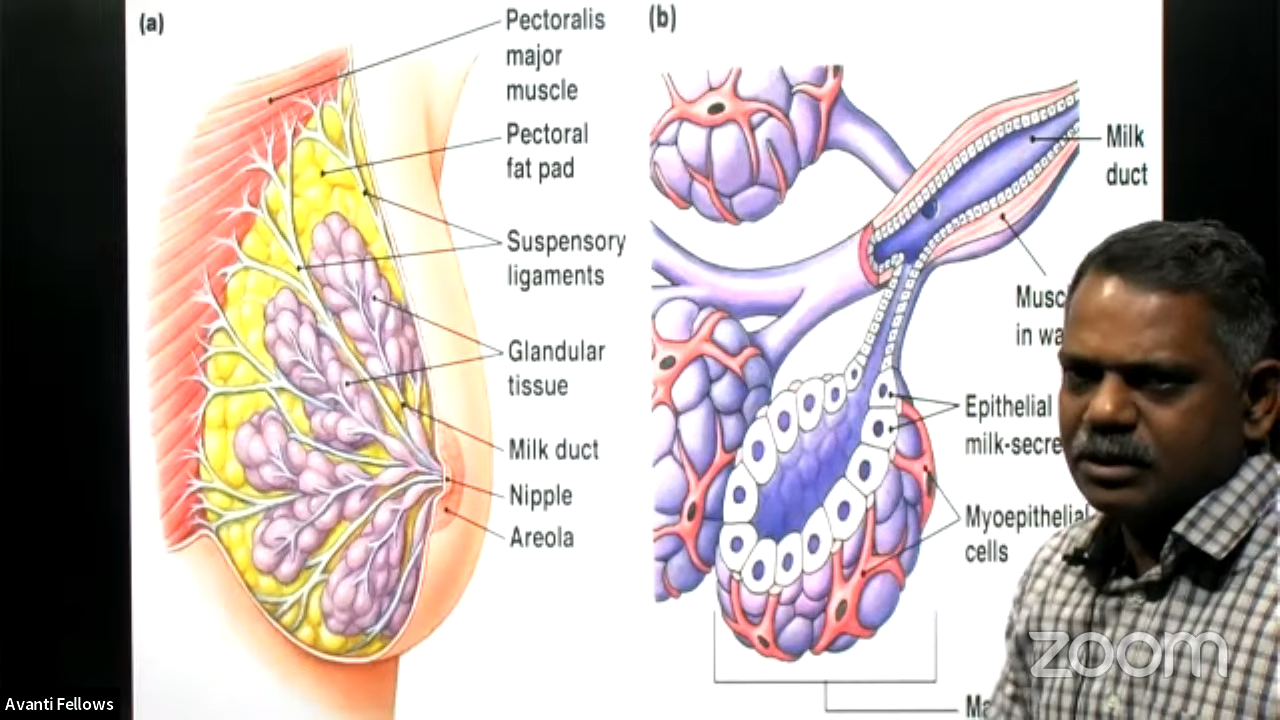 (a)
Pectoralis
major
muscle
Pectoral
fat pad
Suspensory
ligaments
Glandular
tissue
Milk duct
Nipple
Areola
(b)
Milk
duct
in
Epithelial
Myoepithelial
cells
zoom
Avanti Fellows